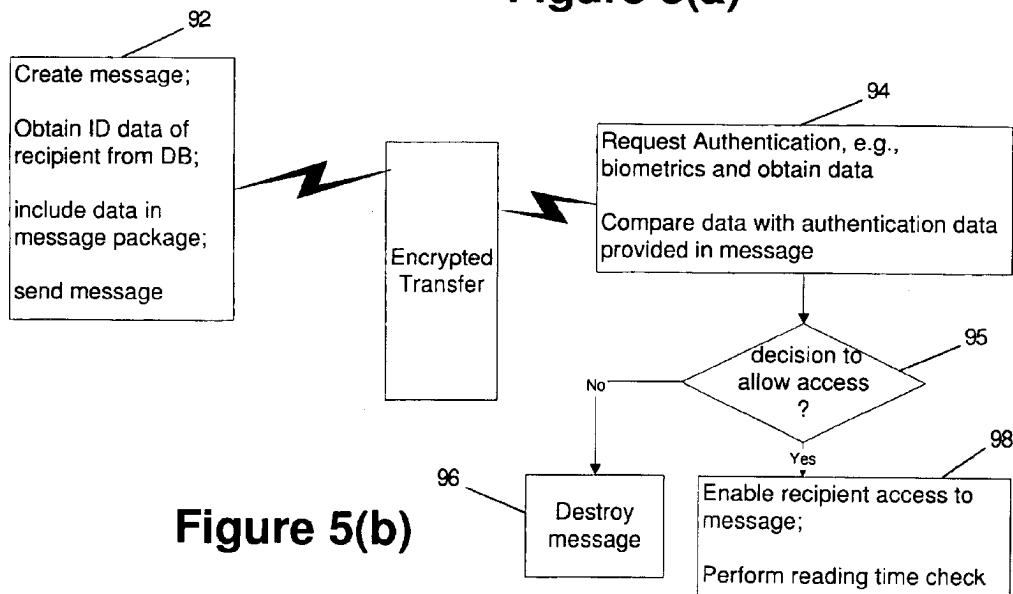 92
Create message;
Obtain ID data of
recipient from DB;
include data in
message package;
send message
Encrypted
Transfer
94
Request Authentication, e.g.,
biometrics and obtain data
Compare data with authentication data
provided in message
95
decision to
allow access
?
No
Yes
96
Destroy
message
98
Enable recipient access to
message;
Perform reading time check
Figure 5(b)